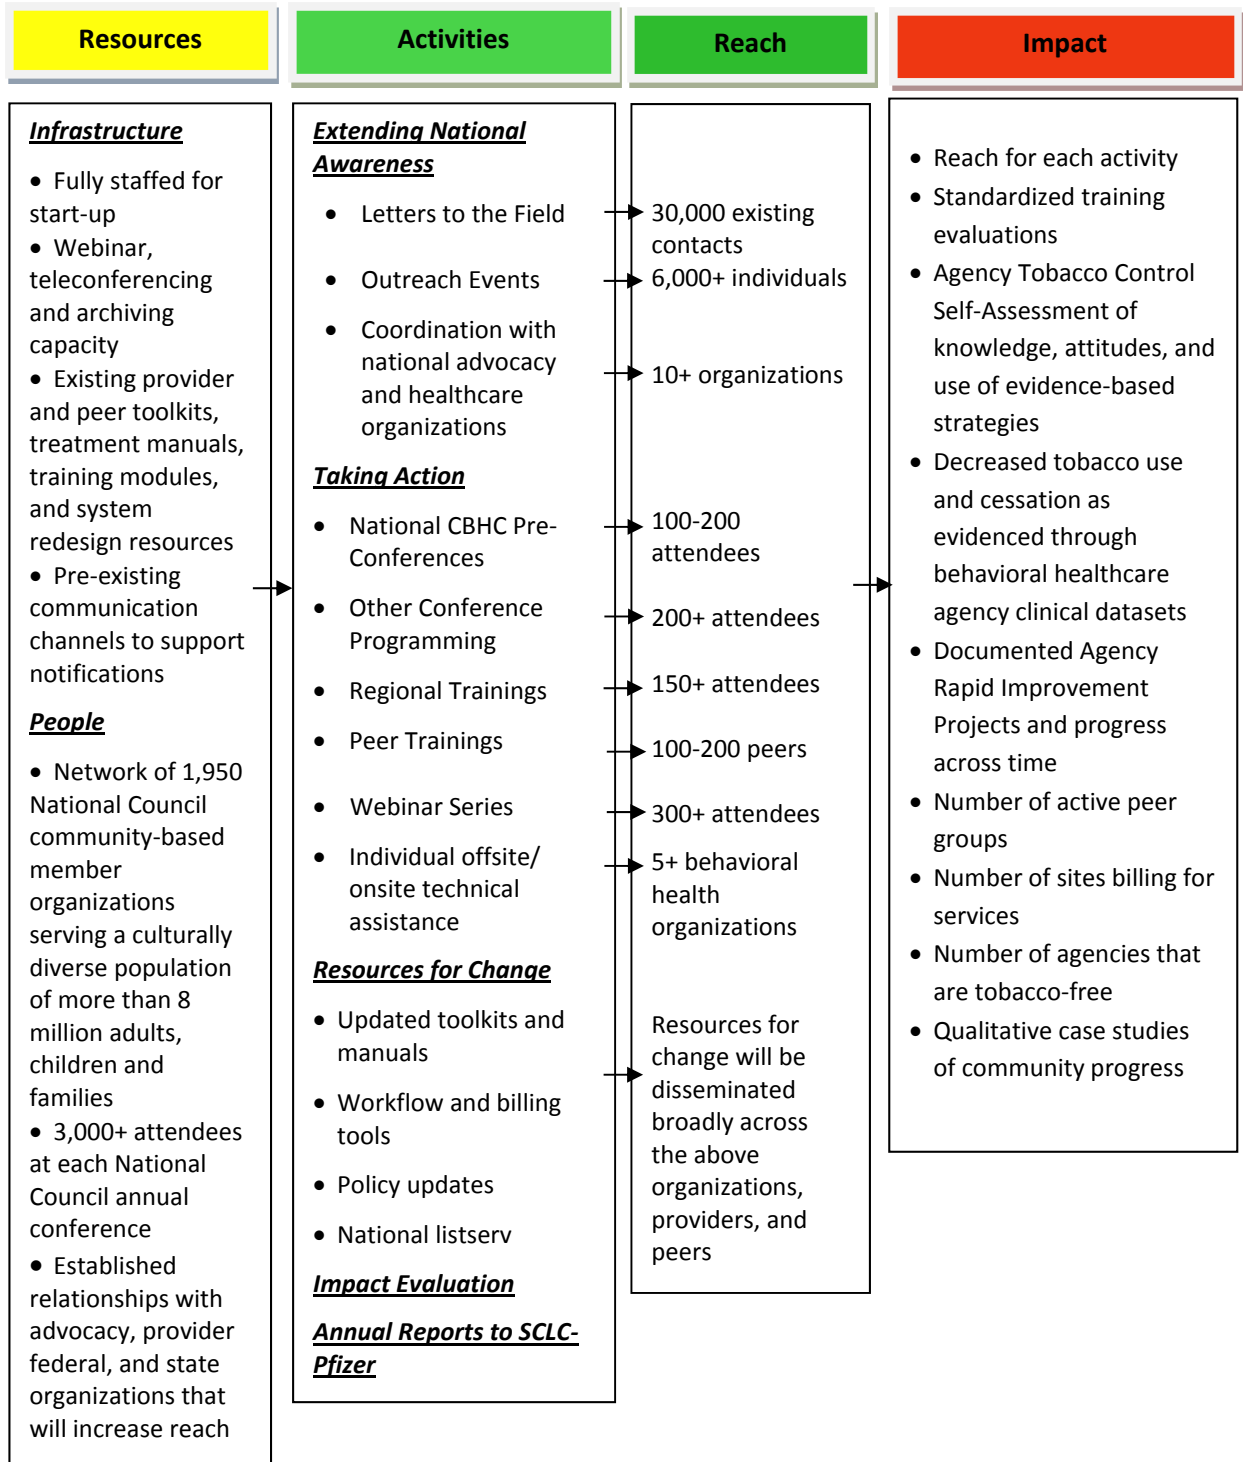 Resources
Activities
Reach
Impact
Infrastructure
• Fully staffed for
start-up
• Webinar,
teleconferencing
and archiving
capacity
• Existing provider
and peer toolkits,
treatment manuals,
training modules,
and system
redesign resources
• Pre-existing
communication
channels to support
notifications
People
• Network of 1,950
National Council
community-based
member
organizations
serving a culturally
diverse population
of more than 8
million adults,
children and
families
• 3,000+ attendees
at each National
Council annual
conference
• Established
relationships with
advocacy, provider
federal, and state
organizations that
will increase reach
Extending National
Awareness
• Letters to the Field
• Outreach Events
• Coordination with
national advocacy
and healthcare
organizations
Taking Action
• National CBHC Pre-
Conferences
• Other Conference
Programming
• Regional Trainings
• Peer Trainings
• Webinar Series
• Individual offsite/
onsite technical
assistance
Resources for Change
• Updated toolkits and
manuals
• Workflow and billing
tools
• Policy updates
• National listserv
Impact Evaluation
Annual Reports to SCLC-
Pfizer
30,000 existing
contacts
6,000+ individuals
10+ organizations
100-200
attendees
200+ attendees
150+ attendees
100-200 peers
300+ attendees
5+ behavioral
health
organizations
Resources for
change will be
disseminated
broadly across
the above
organizations,
providers, and
peers
• Reach for each activity
• Standardized training
evaluations
• Agency Tobacco Control
Self-Assessment of
knowledge, attitudes, and
use of evidence-based
strategies
• Decreased tobacco use
and cessation as
evidenced through
behavioral healthcare
agency clinical datasets
• Documented Agency
Rapid Improvement
Projects and progress
across time
• Number of active peer
groups
• Number of sites billing for
services
• Number of agencies that
are tobacco-free
• Qualitative case studies
of community progress